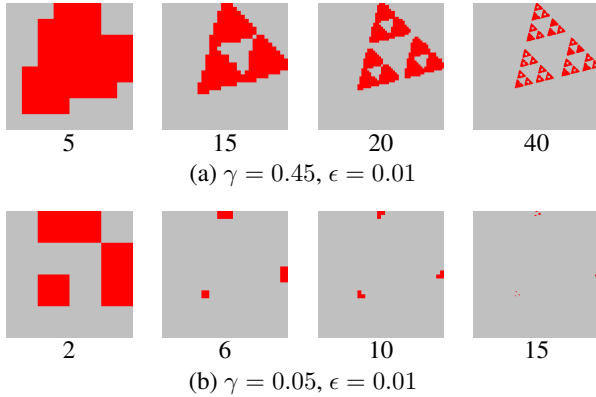 5 15 20 40
(a) γ = 0.45, ϵ = 0.01
2 6 10 15
(b) γ = 0.05, ϵ = 0.01